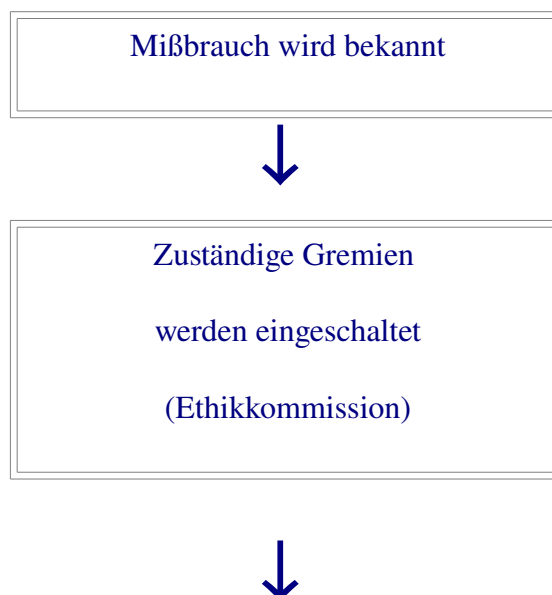 Mißbrauch wird bekannt
Zuständige Gremien
werden eingeschaltet
(Ethikkommission)